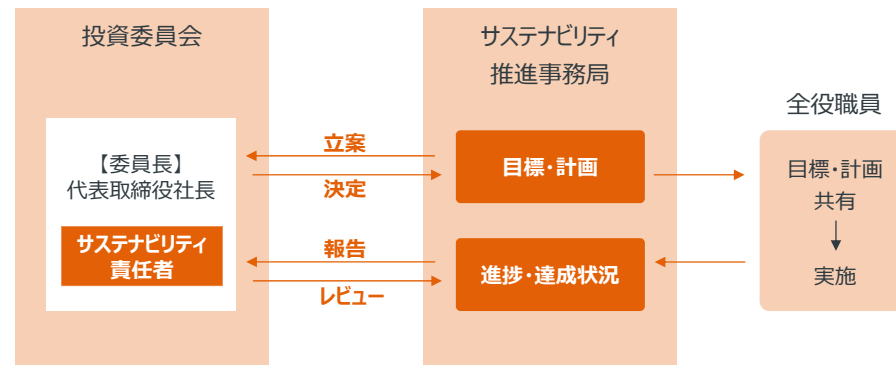 投資委員会
【委員長】
代表取締役社長
サステナビリティ
責任者
立案
決定
報告
レビュー
サステナビリティ
推進事務局
目標・計画
進捗・達成状況
全役職員
目標・計画
共有
実施